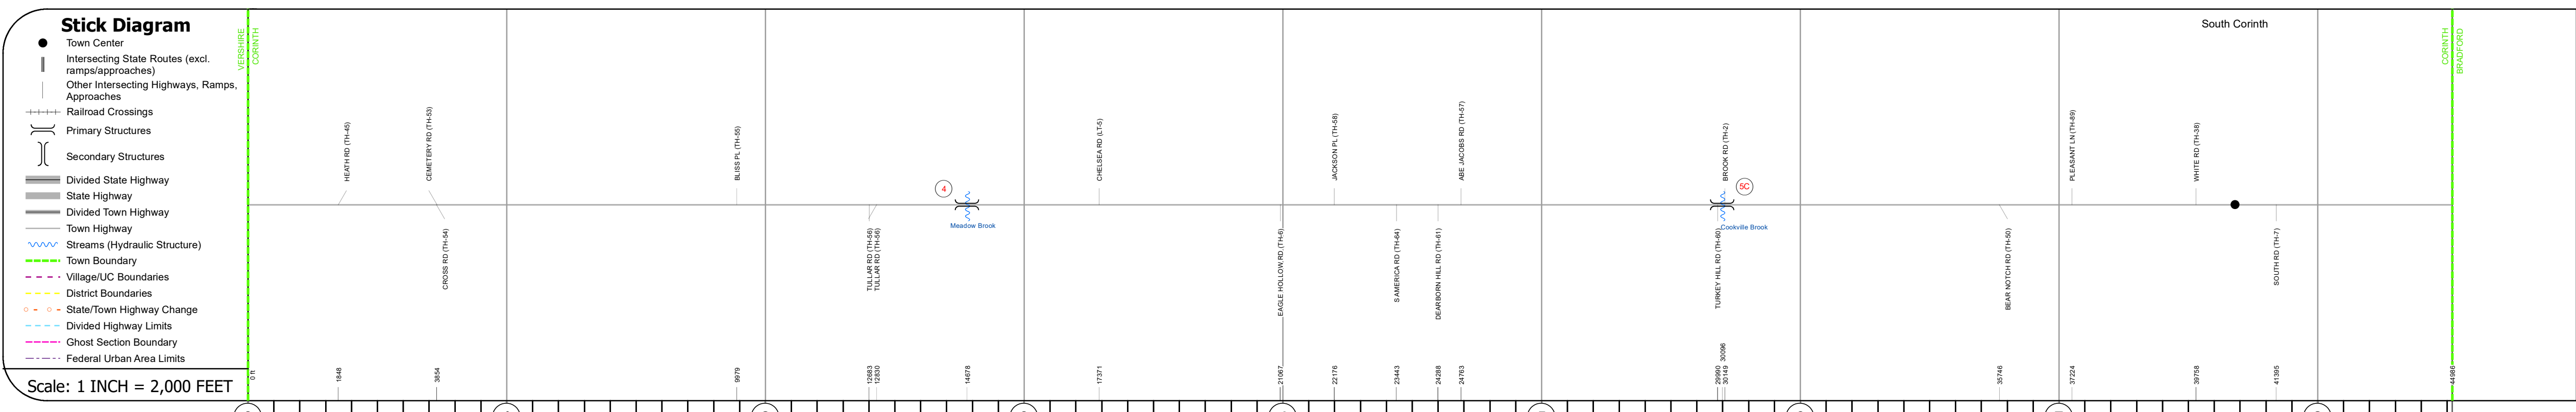 Stick Diagram
Town Center
Intersecting State Routes (excl.
ramps/approaches)
Other Intersecting Highways, Ramps,
Approaches
Railroad Crossings
Primary Structures
Secondary Structures
Divided State Highway
State Highway
Divided Town Highway
Town Highway
Streams (Hydraulic Structure)
Town Boundary
Village/UC Boundaries
District Boundaries
State/Town Highway Change
Divided Highway Limits
Ghost Section Boundary
Federal Urban Area Limits
Scale: 1 INCH = 2,000 FEET
VERSHIRE
CORINTH
South Corinth
CORINTH
BRADFORD
HEATH RD (TH-45)
CEMETERY RD (TH-53)
BLISS PL (TH-55)
CHELSEA RD (LT-5)
JACKSON PL (TH-58)
ABE JACOBS RD (TH-57)
BROOK RD (TH-2)
PLEASANT LN (TH-89)
WHITE RD (TH-38)
4
5C
Meadow Brook
Cookville Brook
CROSS RD (TH-54)
TULLAR RD (TH-56)
TULLAR RD (TH-56)
EAGLE HOLLOW RD (TH-6)
S AMERICA RD (TH-64)
DEARBORN HILL RD (TH-61)
TURKEY HILL RD (TH-60)
BEAR NOTCH RD (TH-50)
SOUTH RD (TH-7)
0 ft
1848
3854
9979
12683
12830
14678
17371
21067
22176
23443
24288
24763
29990
30096
30149
35746
37224
39758
41395
44986